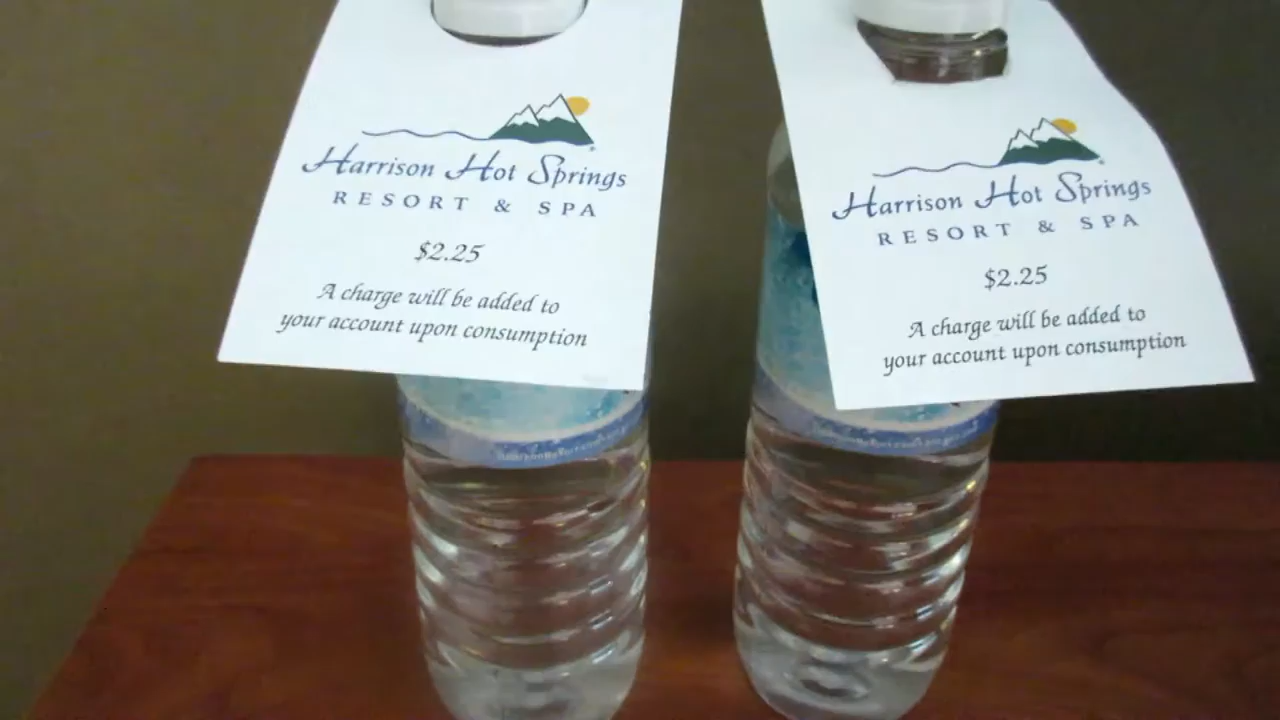 Harrison Hot Springs
RESORT & SPA
$2.25
A charge will be added to
your account upon consumption
Harrison Hot Springs
RESORT & SPA
$2.25
A charge will be added to
your account upon consumption